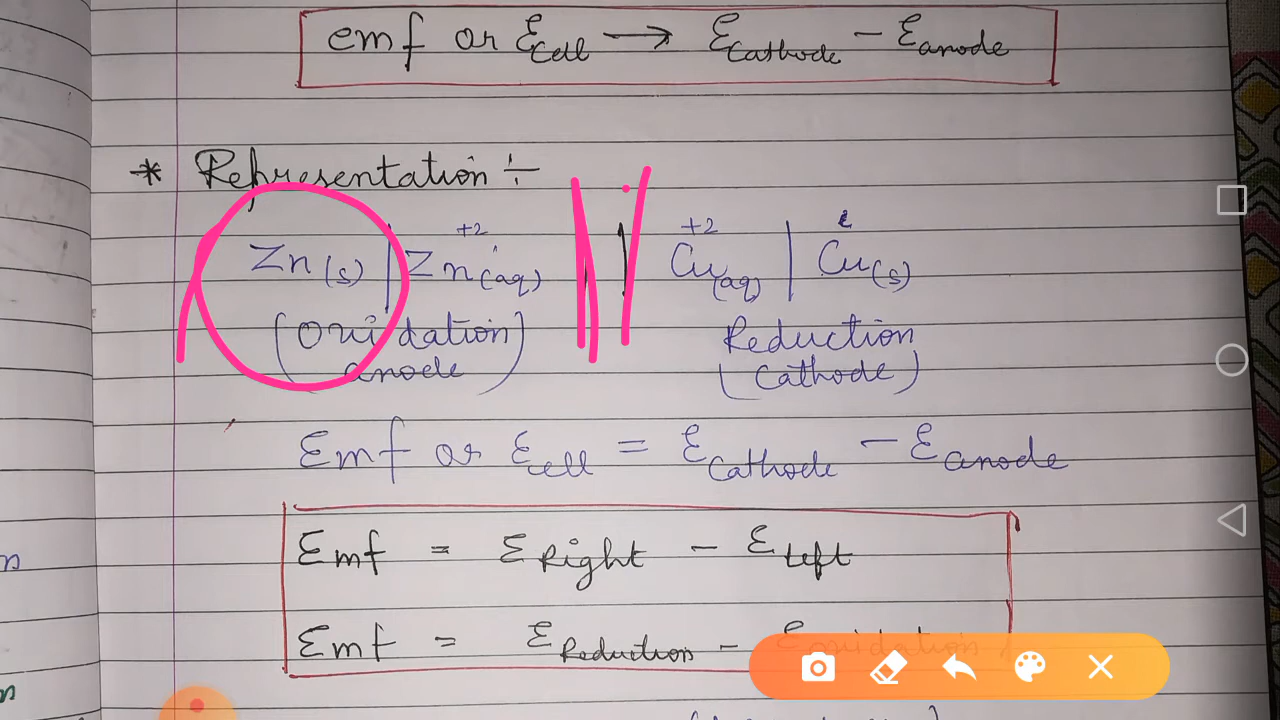 emf or Ecell → Ecathode − Eanode
* Representation ÷
Zn(s) | Zn+2(aq) || Cu+2(aq) | Cu(s)
(Oxidation) Reduction
anode (Cathode)
Emf or Ecell = Ecathode − Eanode
Emf = ERight − ELeft
Emf = EReduction − Eoxidation
n
n